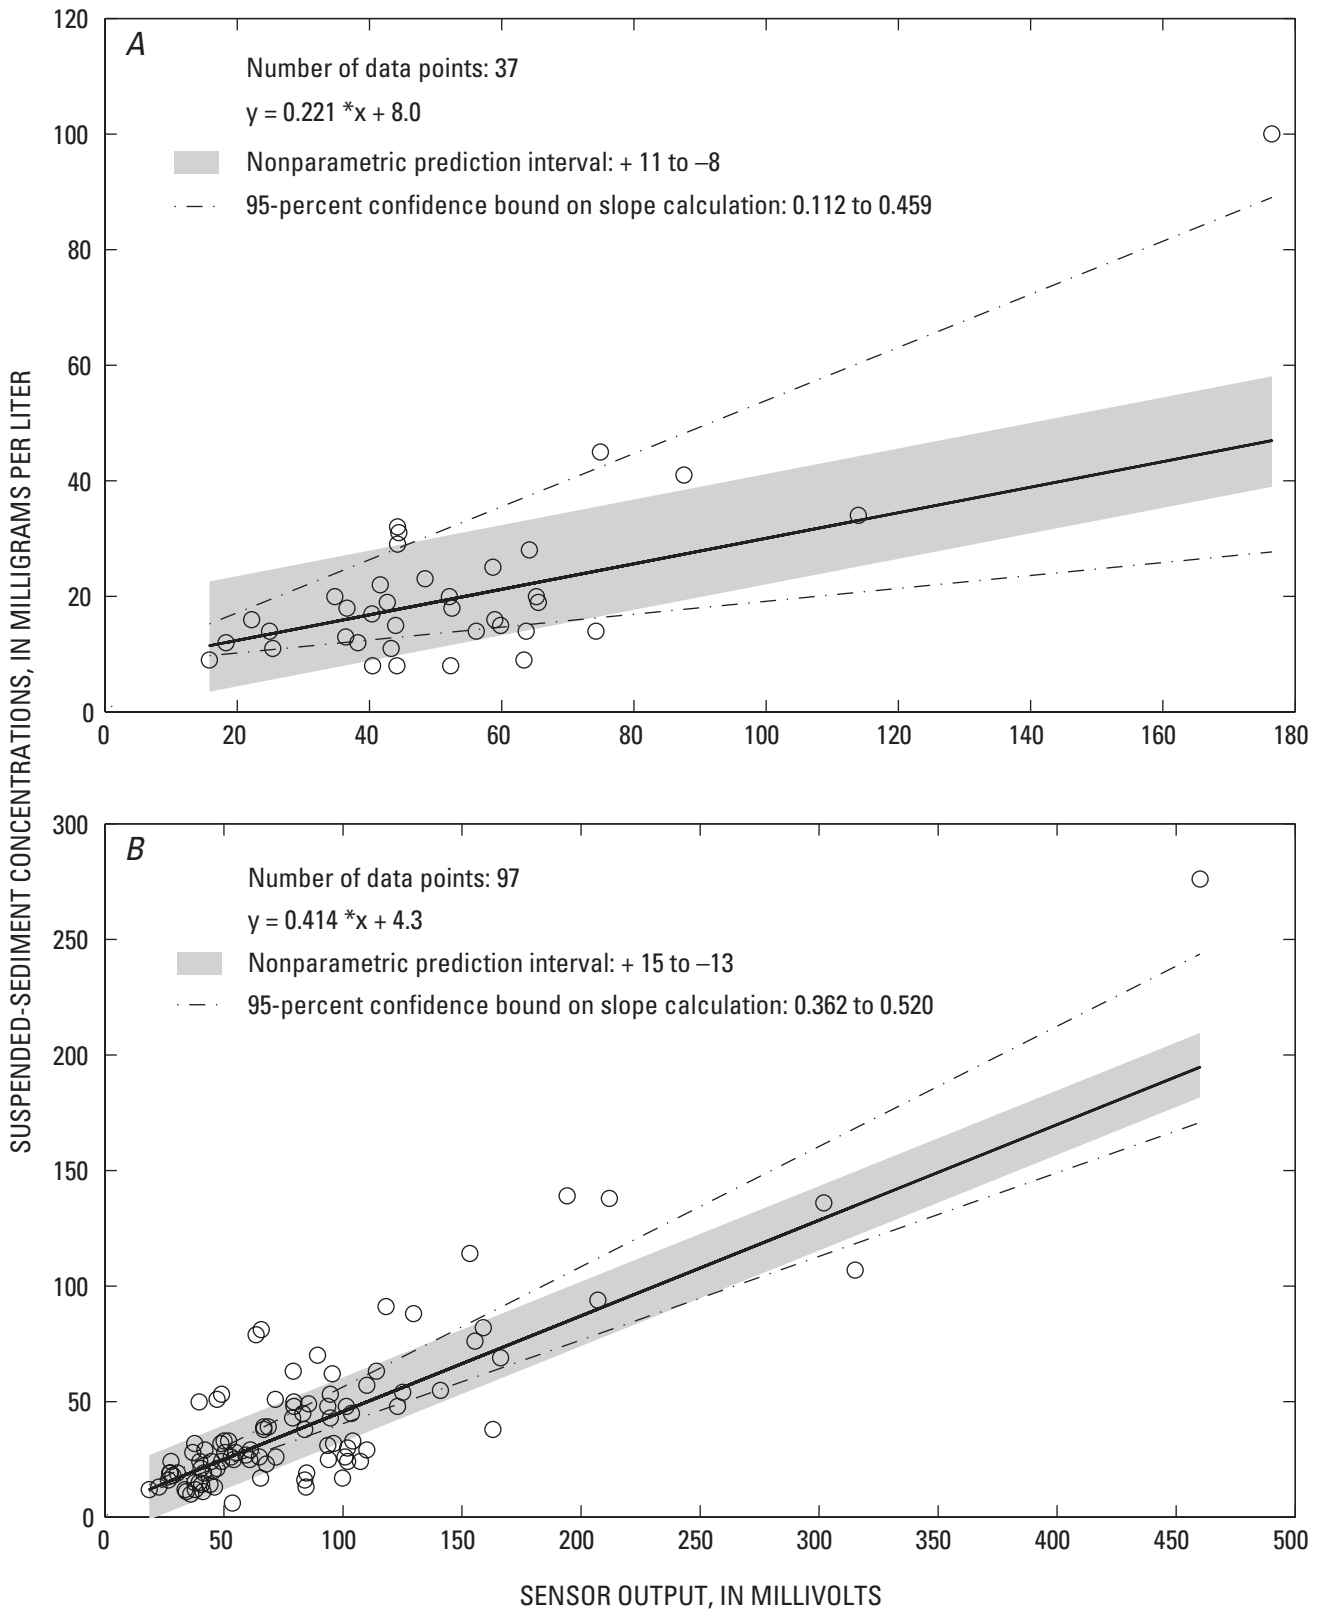 SUSPENDED-SEDIMENT CONCENTRATIONS, IN MILLIGRAMS PER LITER
A
Number of data points: 37
y = 0.221 *x + 8.0
Nonparametric prediction interval: + 11 to –8
95-percent confidence bound on slope calculation: 0.112 to 0.459
120
100
80
60
40
20
0
0 20 40 60 80 100 120 140 160 180
B
Number of data points: 97
y = 0.414 *x + 4.3
Nonparametric prediction interval: + 15 to –13
95-percent confidence bound on slope calculation: 0.362 to 0.520
300
250
200
150
100
50
0
0 50 100 150 200 250 300 350 400 450 500
SENSOR OUTPUT, IN MILLIVOLTS